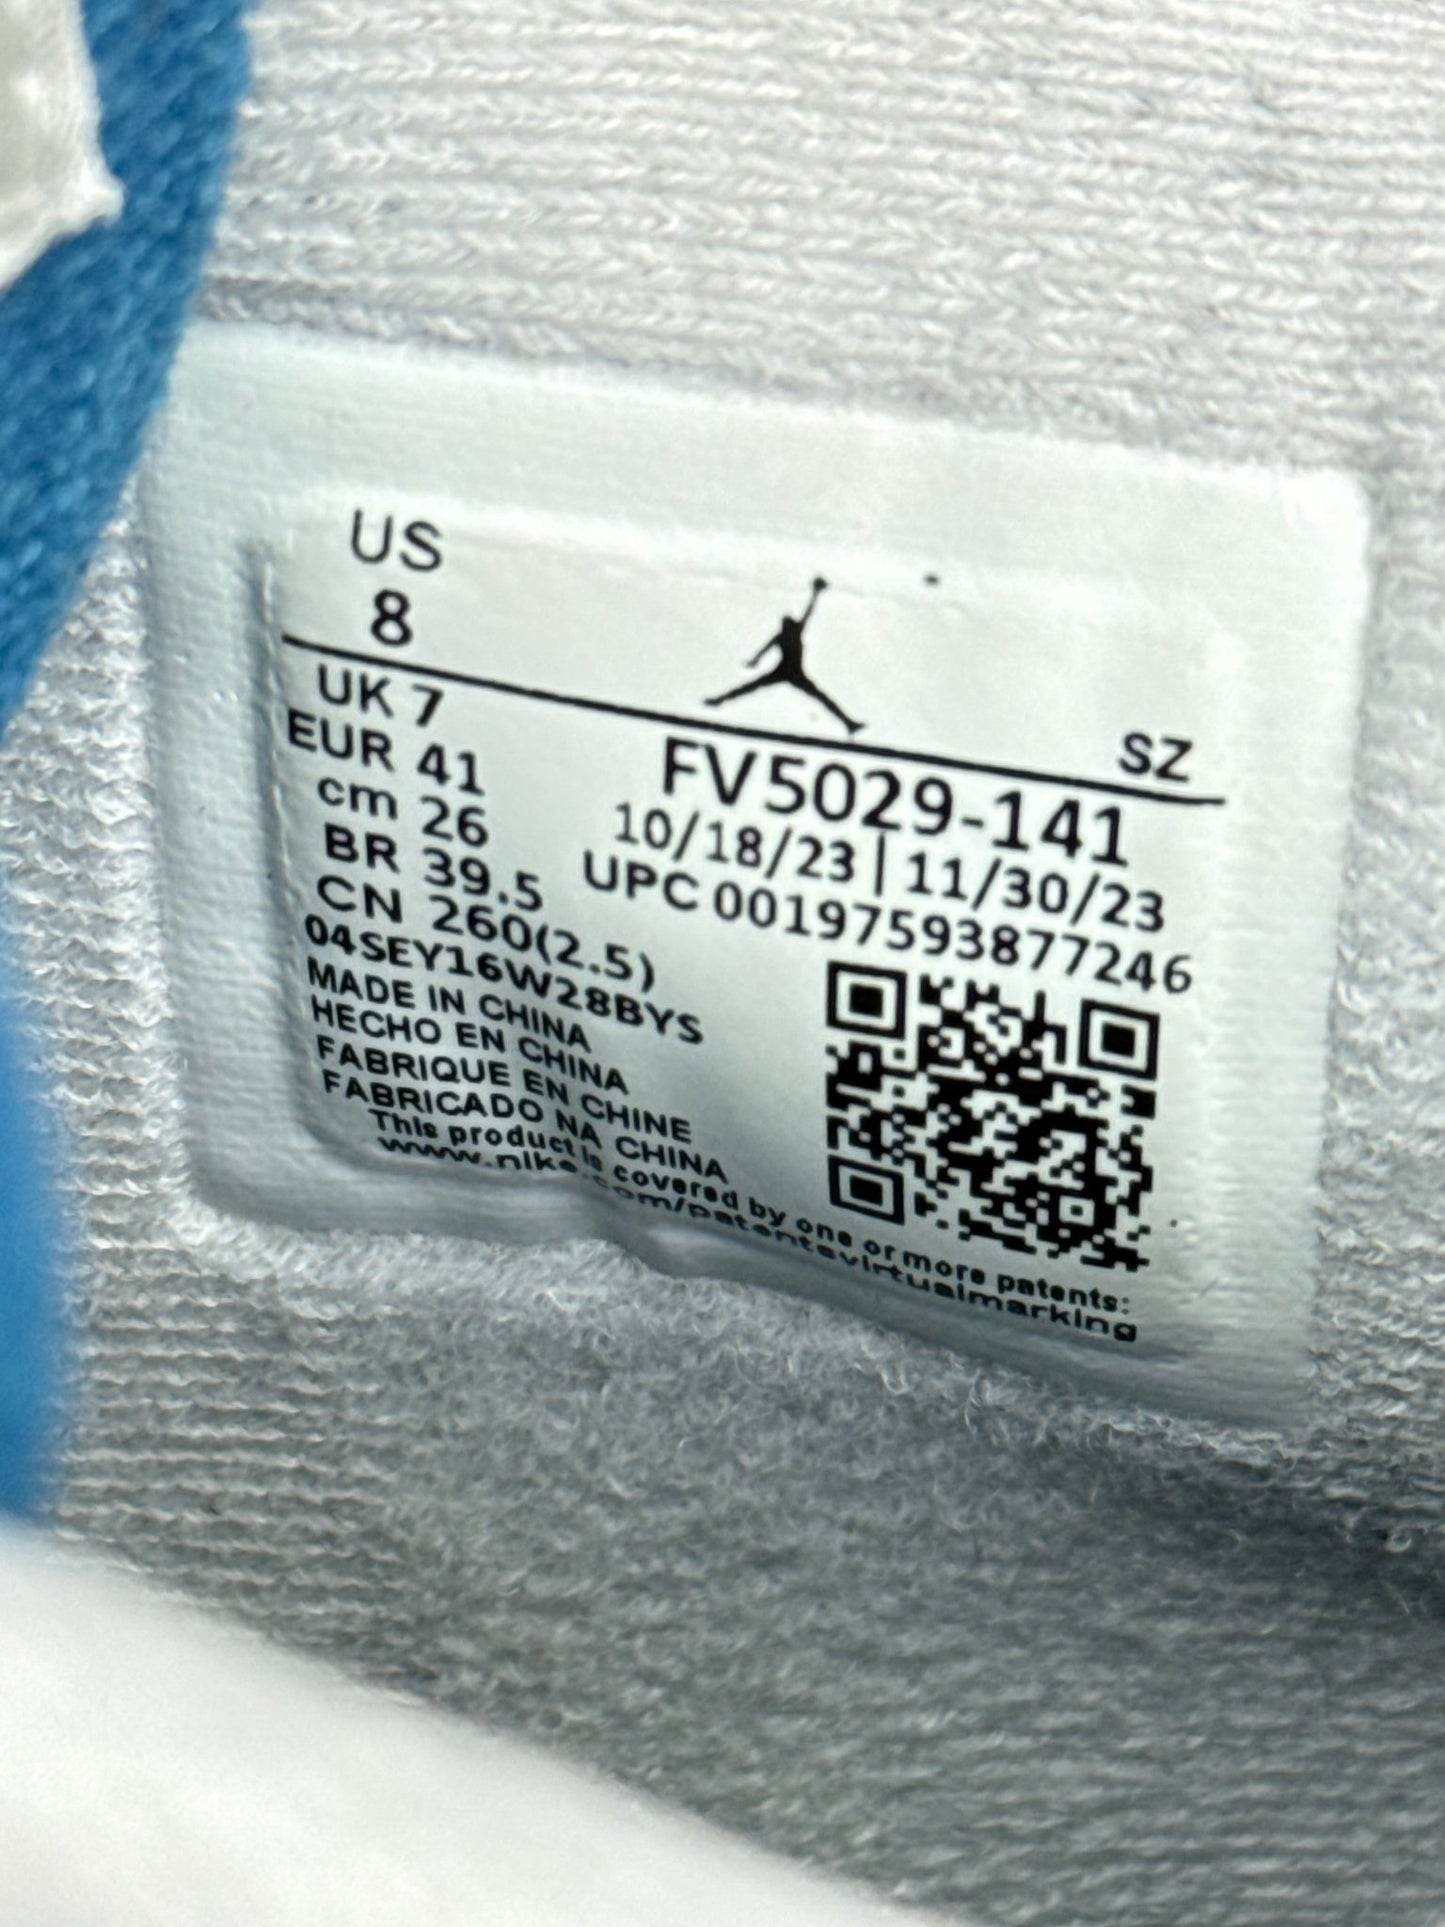 US
8
SZ
UK 7
EUR 41
cm 26
BR 39.5
CN 260(2.5)
FV5029-141
10/18/23 | 11/30/23
UPC 00197593877246
04SEY16W28BYS
MADE IN CHINA
HECHO EN CHINA
FABRIQUE EN CHINE
FABRICADO NA CHINA
This product is covered by one or more patents:
www.nike.com/patentsvirtualmarking